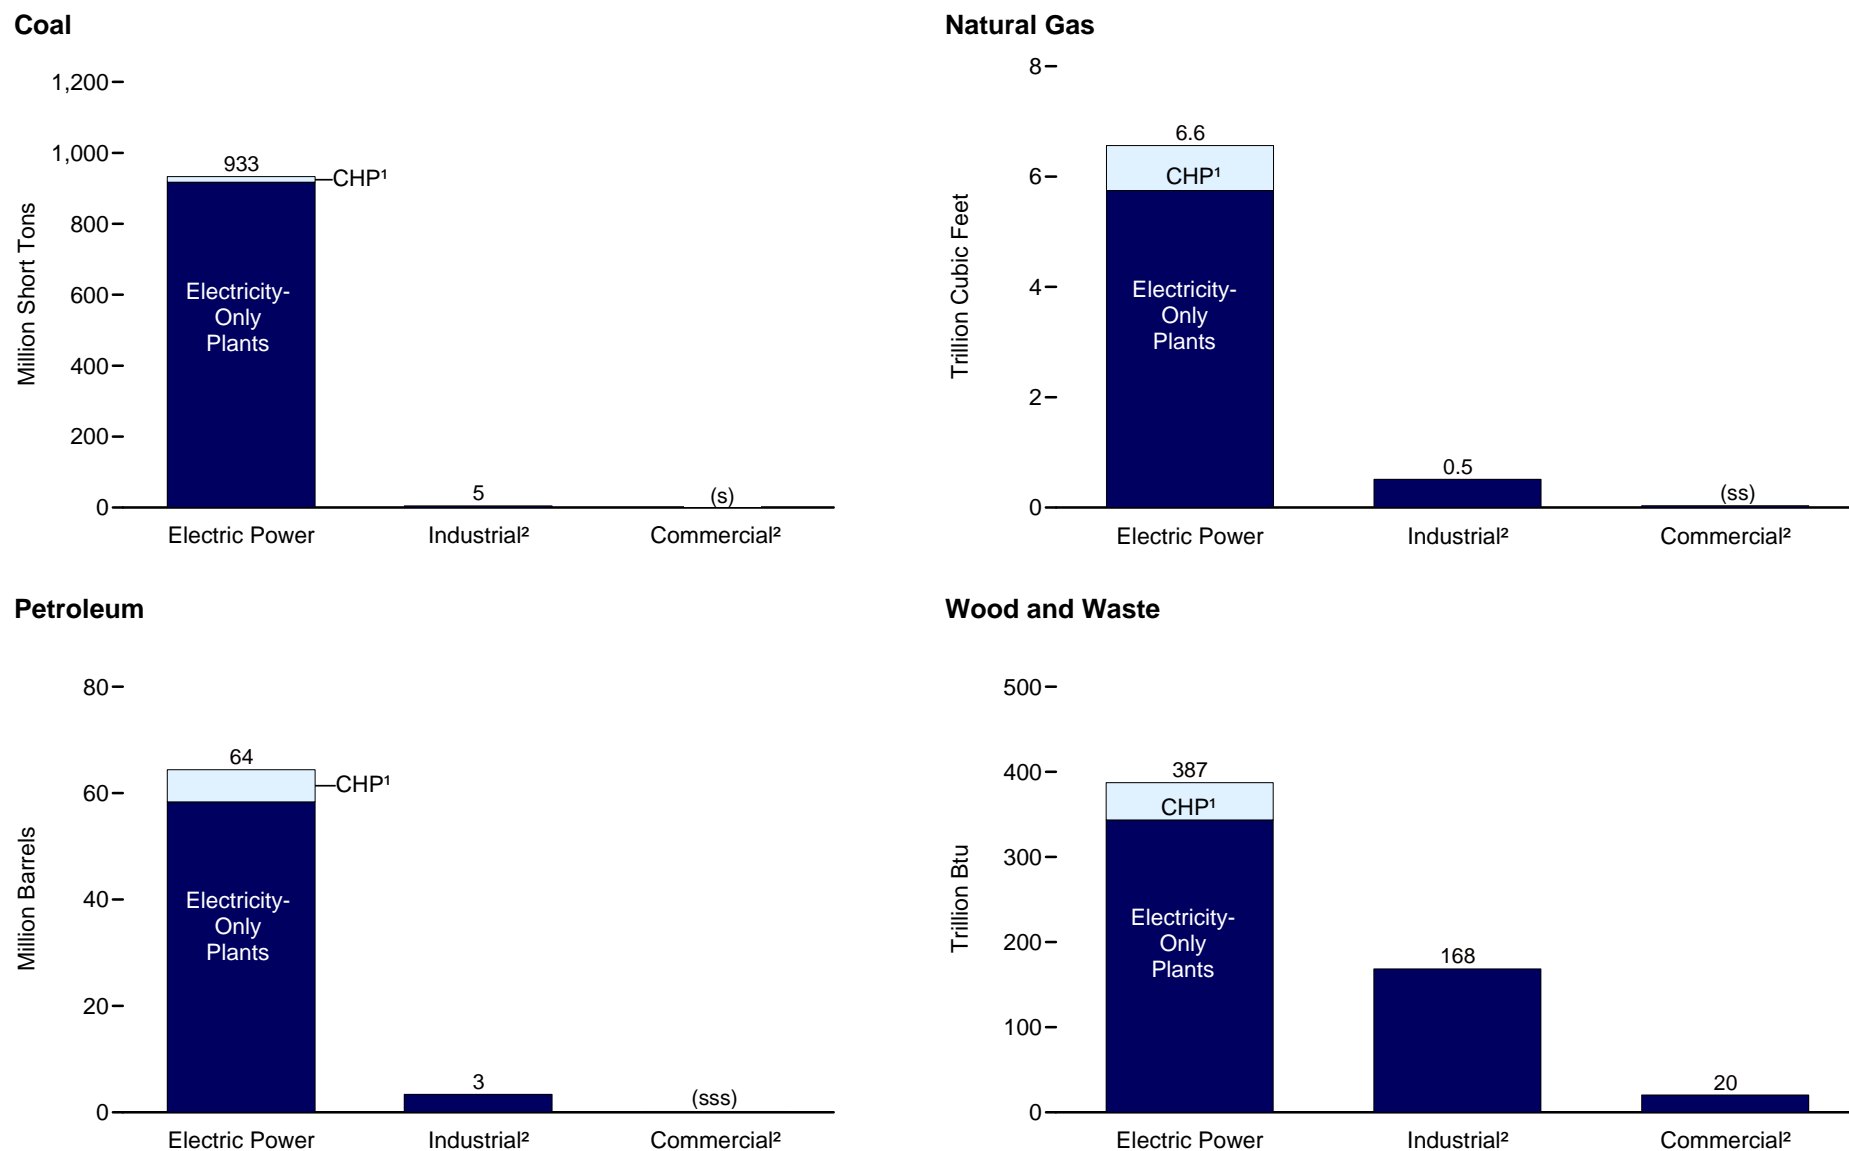 Coal
1,200
1,000
800
600
400
200
0
Million Short Tons
933
CHP¹
Electricity-
Only
Plants
5
(s)
Electric Power
Industrial²
Commercial²
Natural Gas
8
6
4
2
0
Trillion Cubic Feet
6.6
CHP¹
Electricity-
Only
Plants
0.5
(ss)
Electric Power
Industrial²
Commercial²
Petroleum
80
60
40
20
0
Million Barrels
64
CHP¹
Electricity-
Only
Plants
3
(sss)
Electric Power
Industrial²
Commercial²
Wood and Waste
500
400
300
200
100
0
Trillion Btu
387
CHP¹
Electricity-
Only
Plants
168
20
Electric Power
Industrial²
Commercial²